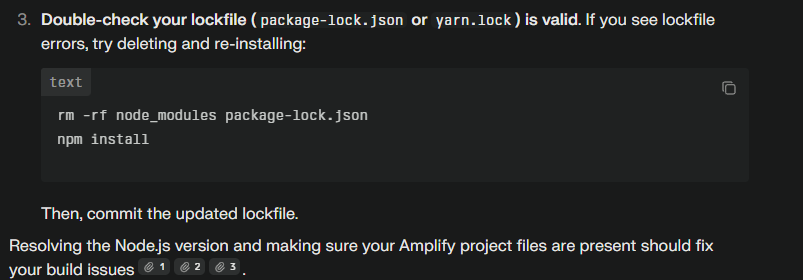 3. Double-check your lockfile (package-lock.json or yarn.lock) is valid. If you see lockfile
errors, try deleting and re-installing:
text
rm -rf node_modules package-lock.json
npm install
Then, commit the updated lockfile.
Resolving the Node.js version and making sure your Amplify project files are present should fix
your build issues 1 2 3 .